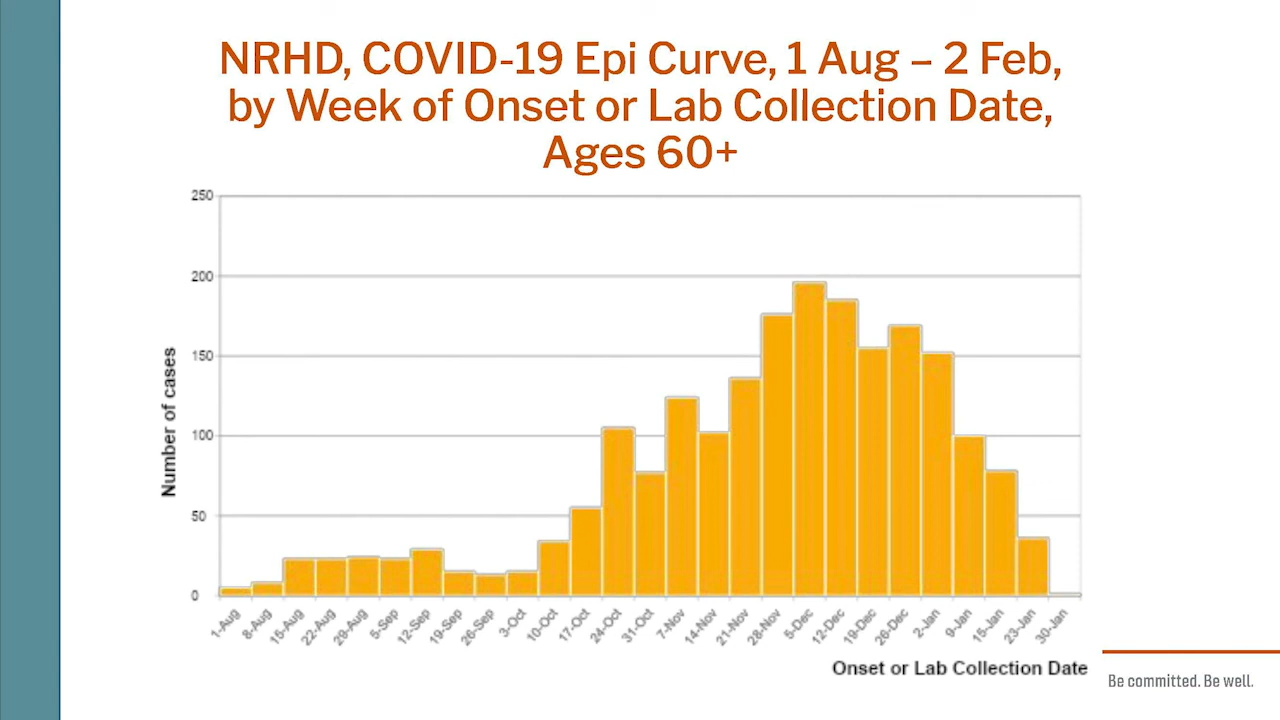 NRHD, COVID-19 Epi Curve, 1 Aug – 2 Feb,
by Week of Onset or Lab Collection Date,
Ages 60+
250
200
150
100
50
0
Number of cases
1-Aug
8-Aug
15-Aug
22-Aug
29-Aug
5-Sep
12-Sep
19-Sep
26-Sep
3-Oct
10-Oct
17-Oct
24-Oct
31-Oct
7-Nov
14-Nov
21-Nov
28-Nov
5-Dec
12-Dec
19-Dec
26-Dec
2-Jan
9-Jan
15-Jan
23-Jan
30-Jan
Onset or Lab Collection Date
Be committed. Be well.